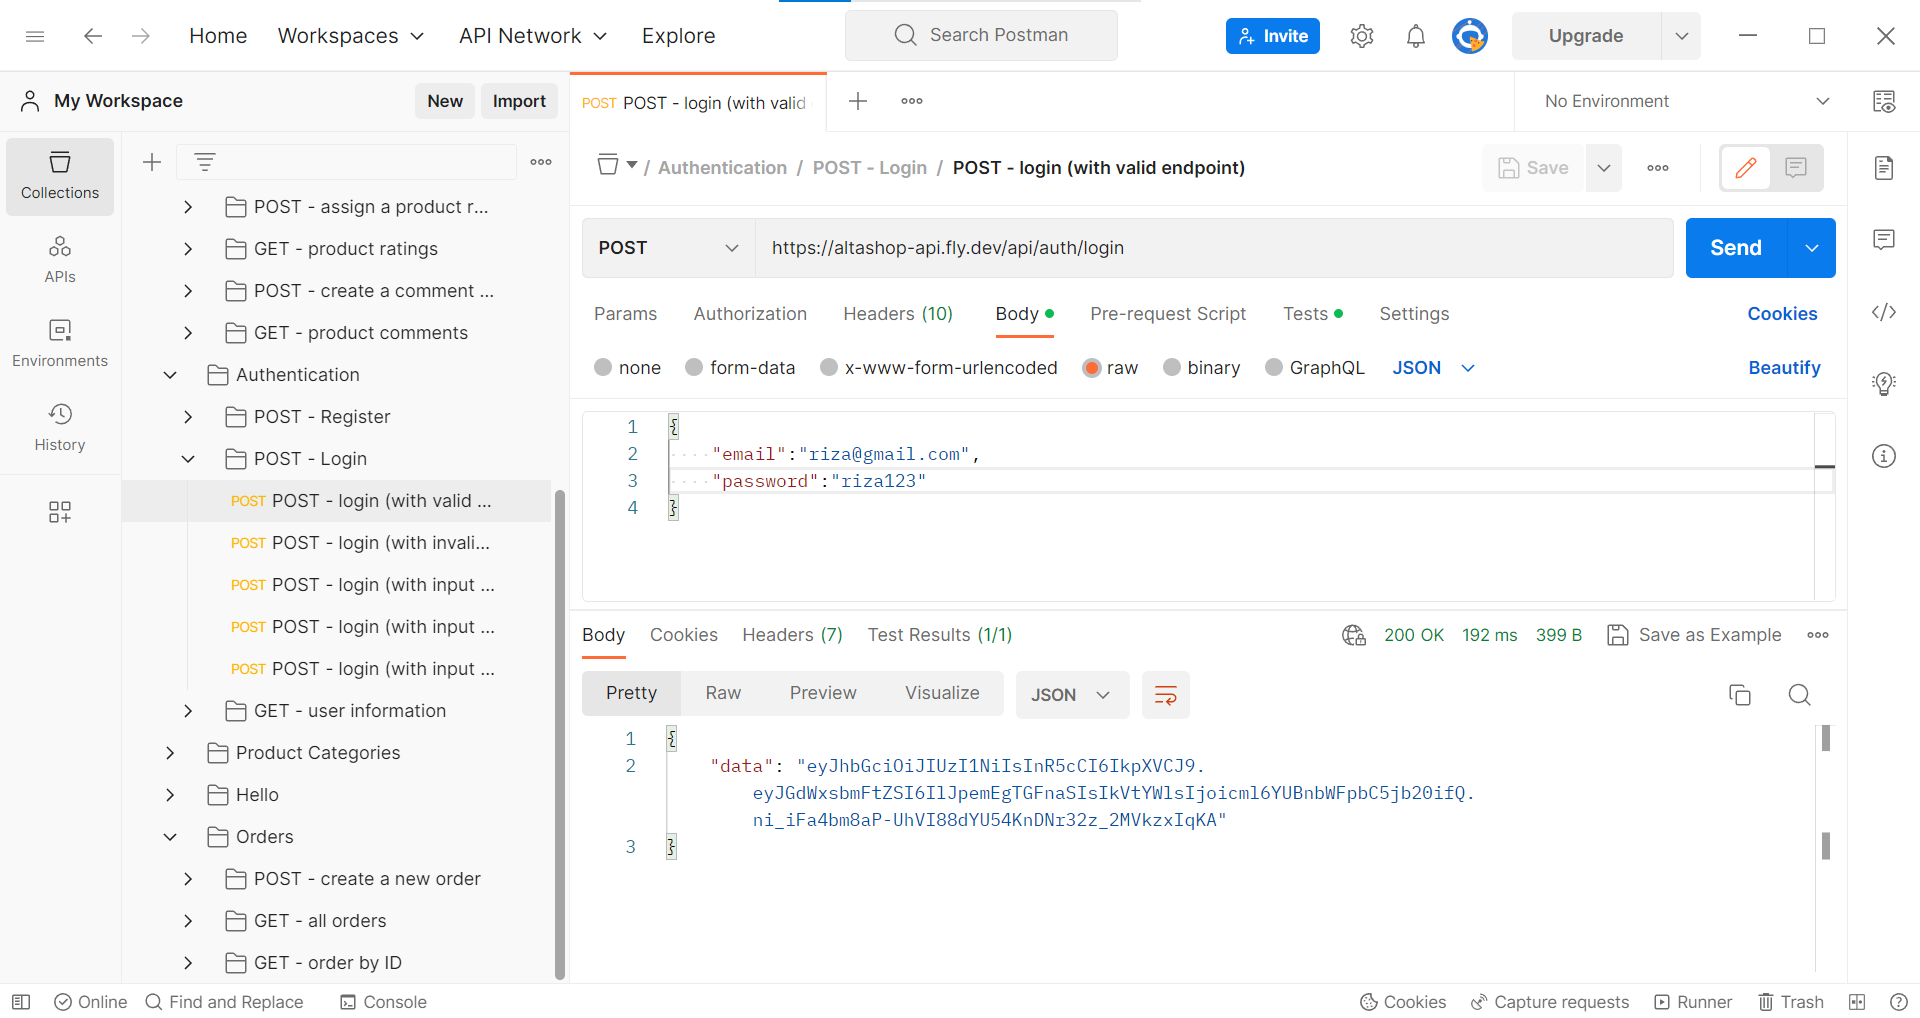 Home
Workspaces
API Network
Explore
Search Postman
Invite
Upgrade
My Workspace
New
Import
POST POST - login (with valid
No Environment
Collections
APIs
Environments
History
POST - assign a product r...
GET - product ratings
POST - create a comment ...
GET - product comments
Authentication
POST - Register
POST - Login
POST POST - login (with valid ...
POST POST - login (with invali...
POST POST - login (with input ...
POST POST - login (with input ...
POST POST - login (with input ...
GET - user information
Product Categories
Hello
Orders
POST - create a new order
GET - all orders
GET - order by ID
/ Authentication / POST - Login / POST - login (with valid endpoint)
Save
POST
https://altashop-api.fly.dev/api/auth/login
Send
Params
Authorization
Headers (10)
Body
Pre-request Script
Tests
Settings
Cookies
none
form-data
x-www-form-urlencoded
raw
binary
GraphQL
JSON
Beautify
1 {
2 "email":"riza@gmail.com",
3 "password":"riza123"
4 }
Body
Cookies
Headers (7)
Test Results (1/1)
200 OK
192 ms
399 B
Save as Example
Pretty
Raw
Preview
Visualize
JSON
1 {
2 "data": "eyJhbGciOiJIUzI1NiIsInR5cCI6IkpXVCJ9.
eyJGdWxsbmFtZSI6IlJpemEgTGFnaSIsIkVtYWlsIjoicml6YUBnbWFpbC5jb20ifQ.
ni_iFa4bm8aP-UhVI88dYU54KnDNr32z_2MVkzxIqKA"
3 }
Online
Find and Replace
Console
Cookies
Capture requests
Runner
Trash